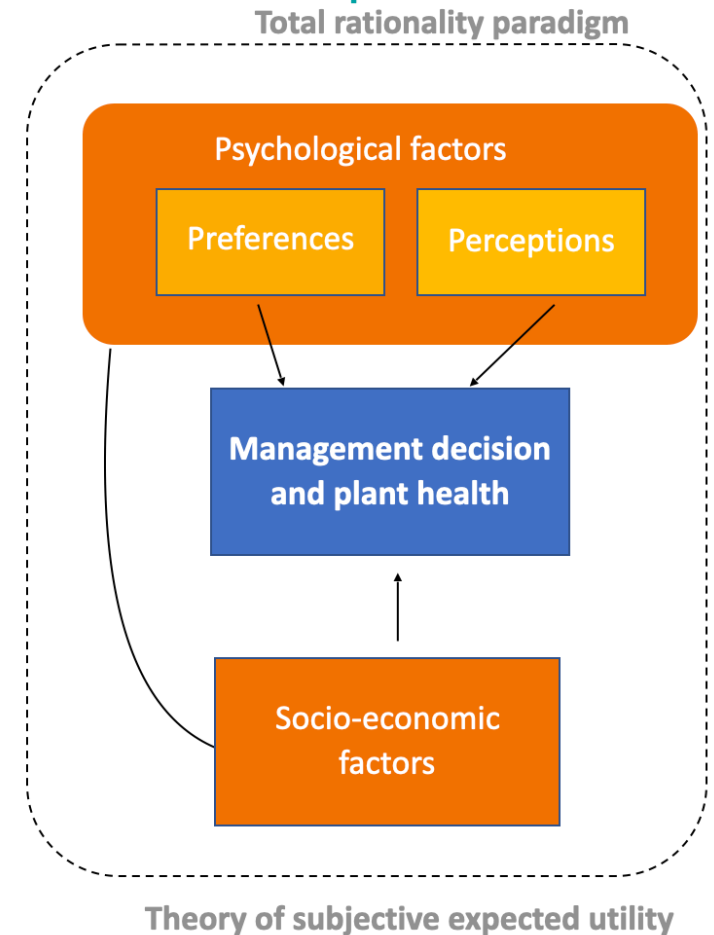 Total rationality paradigm
Psychological factors
Preferences
Perceptions
Management decision
and plant health
Socio-economic
factors
Theory of subjective expected utility